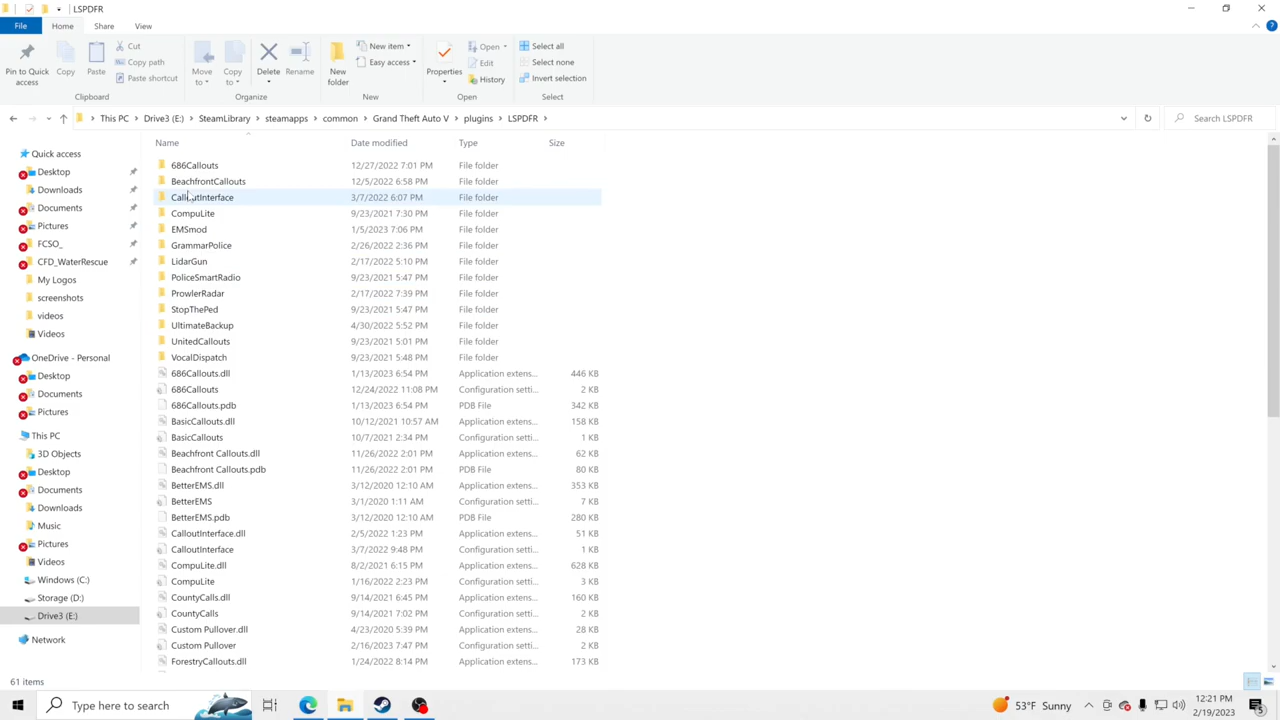 LSPDFR
File Home Share View
Pin to Quick access
Copy
Paste
Cut
Copy path
Paste shortcut
Clipboard
Move to
Copy to
Delete
Rename
Organize
New folder
New item
Easy access
New
Properties
Open
Edit
History
Open
Select all
Select none
Invert selection
Select
This PC > Drive3 (E:) > SteamLibrary > steamapps > common > Grand Theft Auto V > plugins > LSPDFR >
Search LSPDFR
Quick access
Desktop
Downloads
Documents
Pictures
FCSO_
CFD_WaterRescue
My Logos
screenshots
videos
Videos
OneDrive - Personal
Desktop
Documents
Pictures
This PC
3D Objects
Desktop
Documents
Downloads
Music
Pictures
Videos
Windows (C:)
Storage (D:)
Drive3 (E:)
Network
Name Date modified Type Size
686Callouts 12/27/2022 7:01 PM File folder
BeachfrontCallouts 12/5/2022 6:58 PM File folder
CalloutInterface 3/7/2022 6:07 PM File folder
CompuLite 9/23/2021 7:30 PM File folder
EMSmod 1/5/2023 7:06 PM File folder
GrammarPolice 2/26/2022 2:36 PM File folder
LidarGun 2/17/2022 5:10 PM File folder
PoliceSmartRadio 9/23/2021 5:47 PM File folder
ProwlerRadar 2/17/2022 7:39 PM File folder
StopThePed 9/23/2021 5:47 PM File folder
UltimateBackup 4/30/2022 5:52 PM File folder
UnitedCallouts 9/23/2021 5:01 PM File folder
VocalDispatch 9/23/2021 5:48 PM File folder
686Callouts.dll 1/13/2023 6:54 PM Application extens... 446 KB
686Callouts 12/24/2022 11:08 PM Configuration setti... 2 KB
686Callouts.pdb 1/13/2023 6:54 PM PDB File 342 KB
BasicCallouts.dll 10/12/2021 10:57 AM Application extens... 158 KB
BasicCallouts 10/7/2021 2:34 PM Configuration setti... 1 KB
Beachfront Callouts.dll 11/26/2022 2:01 PM Application extens... 62 KB
Beachfront Callouts.pdb 11/26/2022 2:01 PM PDB File 80 KB
BetterEMS.dll 3/12/2020 12:10 AM Application extens... 353 KB
BetterEMS 3/1/2020 1:11 AM Configuration setti... 7 KB
BetterEMS.pdb 3/12/2020 12:10 AM PDB File 280 KB
CalloutInterface.dll 2/5/2022 1:23 PM Application extens... 51 KB
CalloutInterface 3/7/2022 9:48 PM Configuration setti... 1 KB
CompuLite.dll 8/2/2021 6:15 PM Application extens... 628 KB
CompuLite 1/16/2022 2:23 PM Configuration setti... 3 KB
CountyCalls.dll 9/14/2021 6:45 PM Application extens... 160 KB
CountyCalls 9/14/2021 7:02 PM Configuration setti... 2 KB
Custom Pullover.dll 4/23/2020 5:39 PM Application extens... 28 KB
Custom Pullover 2/16/2023 7:47 PM Configuration setti... 2 KB
ForestryCallouts.dll 1/24/2022 8:14 PM Application extens... 173 KB
61 items
Type here to search
53°F Sunny
12:21 PM
2/19/2023
5